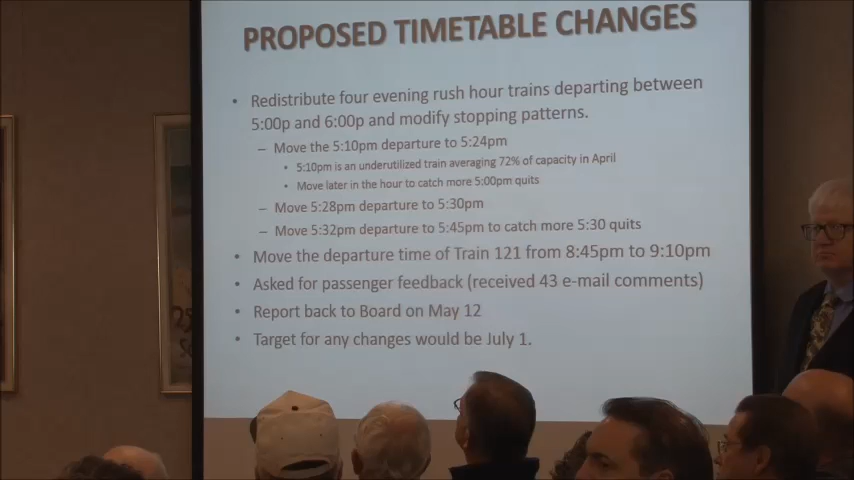 PROPOSED TIMETABLE CHANGES
• Redistribute four evening rush hour trains departing between
5:00p and 6:00p and modify stopping patterns.
– Move the 5:10pm departure to 5:24pm
• 5:10pm is an underutilized train averaging 72% of capacity in April
• Move later in the hour to catch more 5:00pm quits
– Move 5:28pm departure to 5:30pm
– Move 5:32pm departure to 5:45pm to catch more 5:30 quits
• Move the departure time of Train 121 from 8:45pm to 9:10pm
• Asked for passenger feedback (received 43 e-mail comments)
• Report back to Board on May 12
• Target for any changes would be July 1.